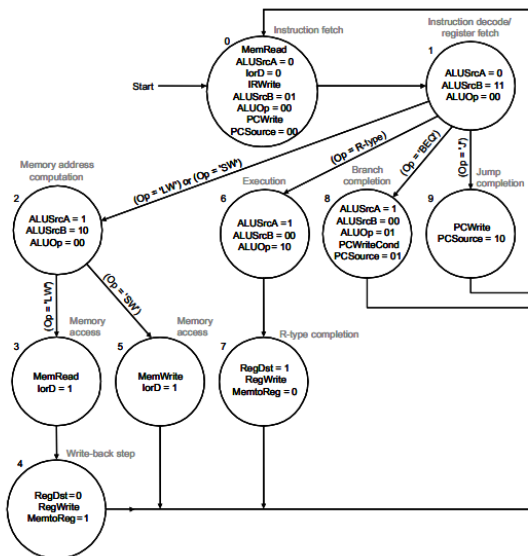 Instruction fetch
0
MemRead
ALUSrcA = 0
IorD = 0
IRWrite
ALUSrcB = 01
ALUOp = 00
PCWrite
PCSource = 00
Start
Instruction decode/
register fetch
1
ALUSrcA = 0
ALUSrcB = 11
ALUOp = 00
(Op = 'LW') or (Op = 'SW')
(Op = R-type)
(Op = 'BEQ')
(Op = 'J')
Memory address
computation
2
ALUSrcA = 1
ALUSrcB = 10
ALUOp = 00
Execution
6
ALUSrcA =1
ALUSrcB = 00
ALUOp = 10
Branch
completion
8
ALUSrcA = 1
ALUSrcB = 00
ALUOp = 01
PCWriteCond
PCSource = 01
Jump
completion
9
PCWrite
PCSource = 10
(Op = 'LW')
(Op = 'SW')
Memory
access
3
MemRead
IorD = 1
Memory
access
5
MemWrite
IorD = 1
R-type completion
7
RegDst = 1
RegWrite
MemtoReg = 0
Write-back step
4
RegDst = 0
RegWrite
MemtoReg = 1